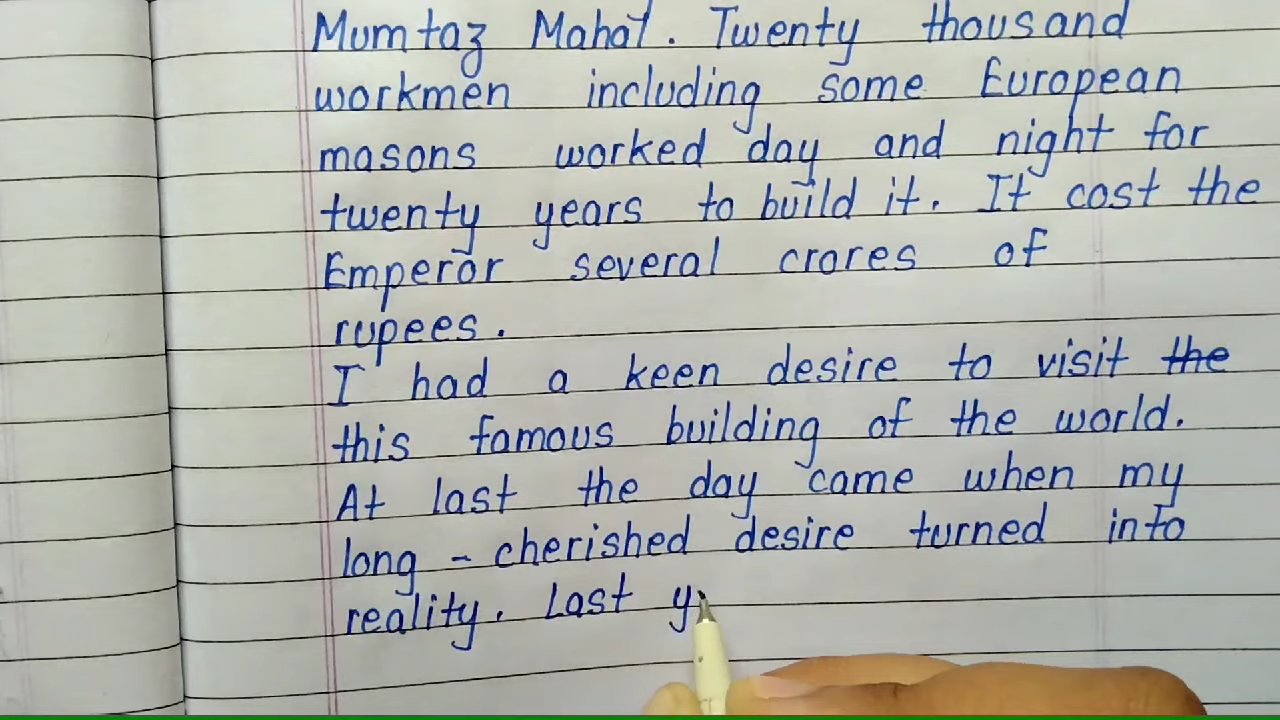 Mumtaz Mahal. Twenty thousand
workmen including some European
masons worked day and night for
twenty years to build it. It cost the
Emperor several crores of
rupees.
I had a keen desire to visit the
this famous building of the world.
At last the day came when my
long - cherished desire turned into
reality. Last y